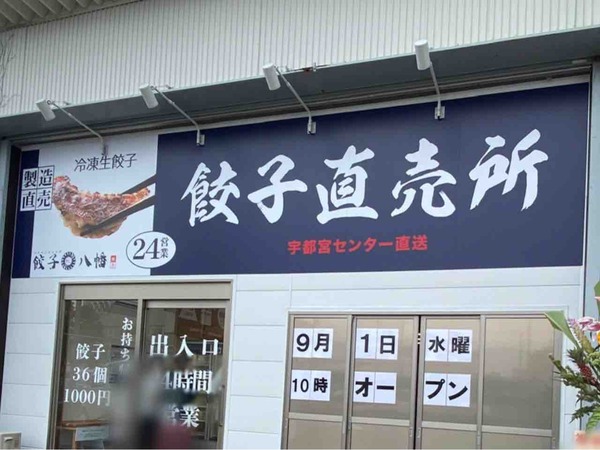 冷凍生餃子
製造
直売
餃子八幡
24営業
餃子直売所
宇都宮センター直送
餃子
36個
1000円
お持ち
出入口
時間
営業
9月1日水曜
10時オープン